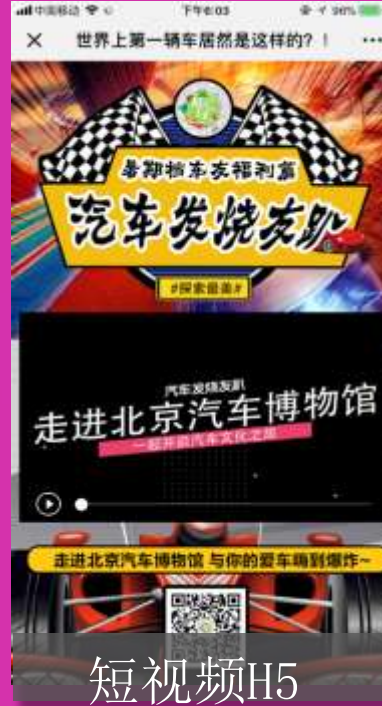 中国移动 下午6:03 96%
世界上第一辆车居然是这样的？！ ...
暑期档车友福利篇
汽车发烧友趴
#探索最美#
汽车发烧友趴
走进北京汽车博物馆
一起开启汽车文化之旅
走进北京汽车博物馆 与你的爱车嗨到爆炸~
短视频H5